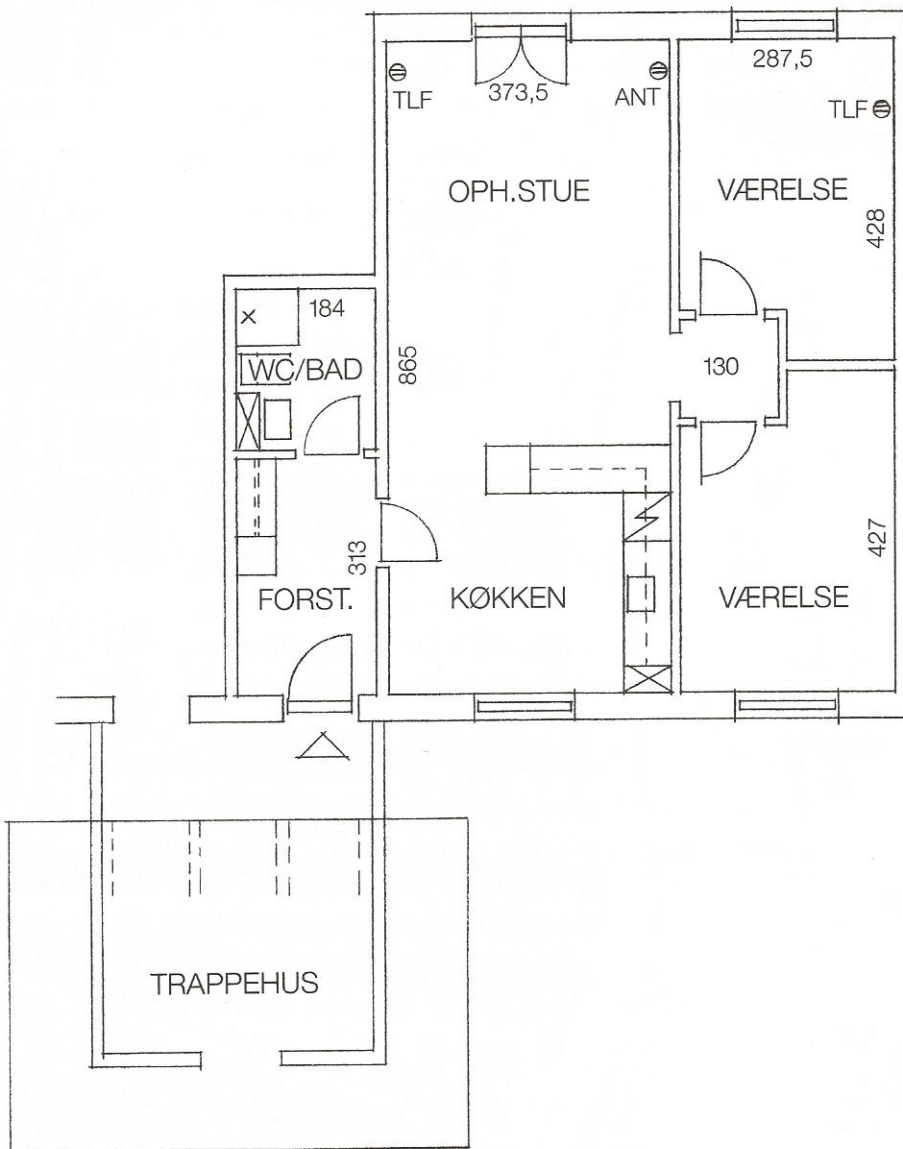 287,5
373,5
TLF
ANT
TLF
OPH.STUE
VÆRELSE
428
184
WC/BAD
865
130
313
427
FORST.
KØKKEN
VÆRELSE
TRAPPEHUS